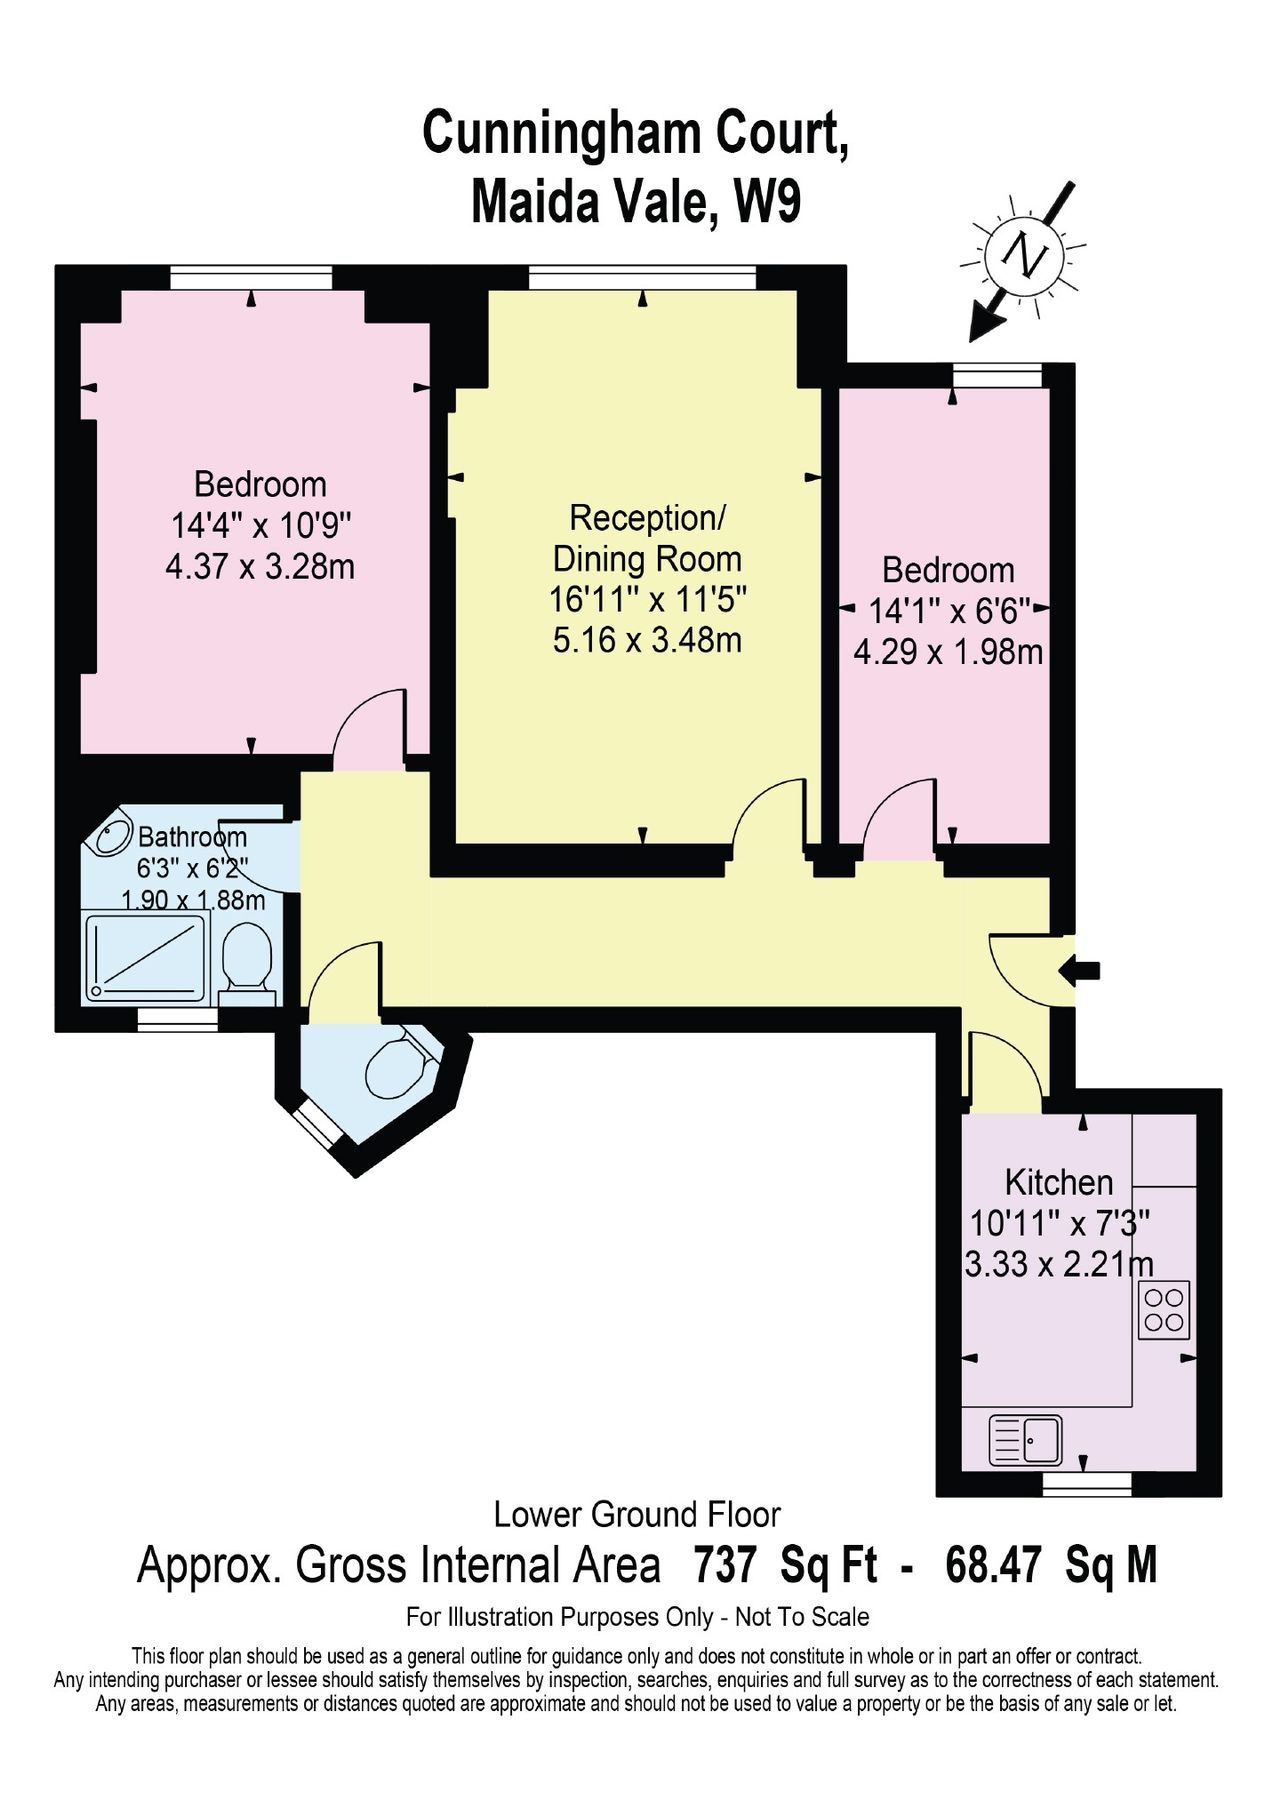 Cunningham Court,
Maida Vale, W9
N
Bedroom
14'4" x 10'9"
4.37 x 3.28m
Reception/
Dining Room
16'11" x 11'5"
5.16 x 3.48m
Bedroom
14'1" x 6'6"
4.29 x 1.98m
Bathroom
6'3" x 6'2"
1.90 x 1.88m
Kitchen
10'11" x 7'3"
3.33 x 2.21m
Lower Ground Floor
Approx. Gross Internal Area 737 Sq Ft - 68.47 Sq M
For Illustration Purposes Only - Not To Scale
This floor plan should be used as a general outline for guidance only and does not constitute in whole or in part an offer or contract.
Any intending purchaser or lessee should satisfy themselves by inspection, searches, enquiries and full survey as to the correctness of each statement.
Any areas, measurements or distances quoted are approximate and should not be used to value a property or be the basis of any sale or let.